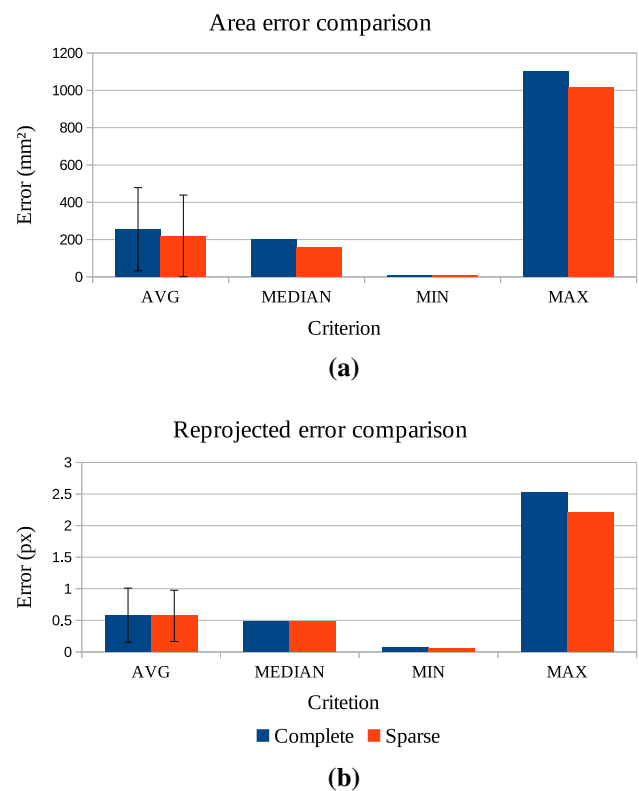 Area error comparison
1200
1000
800
600
400
200
0
Error (mm²)
AVG MEDIAN MIN MAX
Criterion
(a)
Reprojected error comparison
3
2.5
2
1.5
1
0.5
0
Error (px)
AVG MEDIAN MIN MAX
Critetion
Complete Sparse
(b)